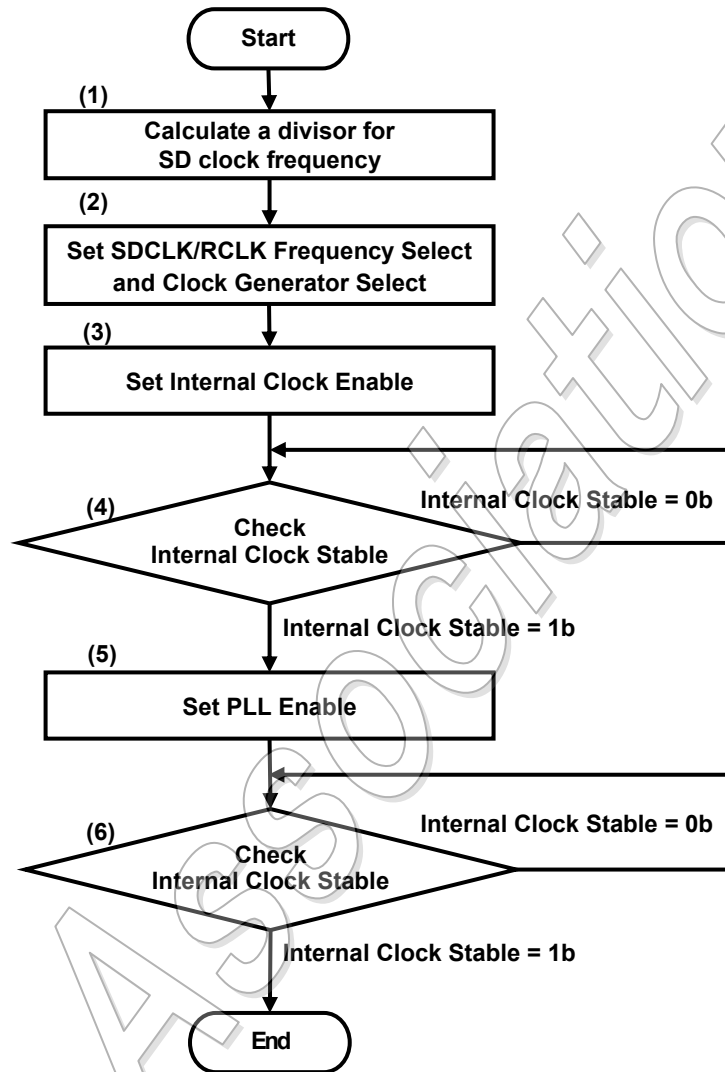 Start
(1)
Calculate a divisor for
SD clock frequency
(2)
Set SDCLK/RCLK Frequency Select
and Clock Generator Select
(3)
Set Internal Clock Enable
Internal Clock Stable = 0b
(4)
Check
Internal Clock Stable
Internal Clock Stable = 1b
(5)
Set PLL Enable
Internal Clock Stable = 0b
(6)
Check
Internal Clock Stable
Internal Clock Stable = 1b
End
Associatio